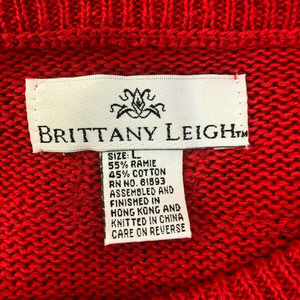 BRITTANY LEIGH™
SIZE: L
55% RAMIE
45% COTTON
RN NO. 81893
ASSEMBLED AND
FINISHED IN
HONG KONG AND
KNITTED IN CHINA
CARE ON REVERSE